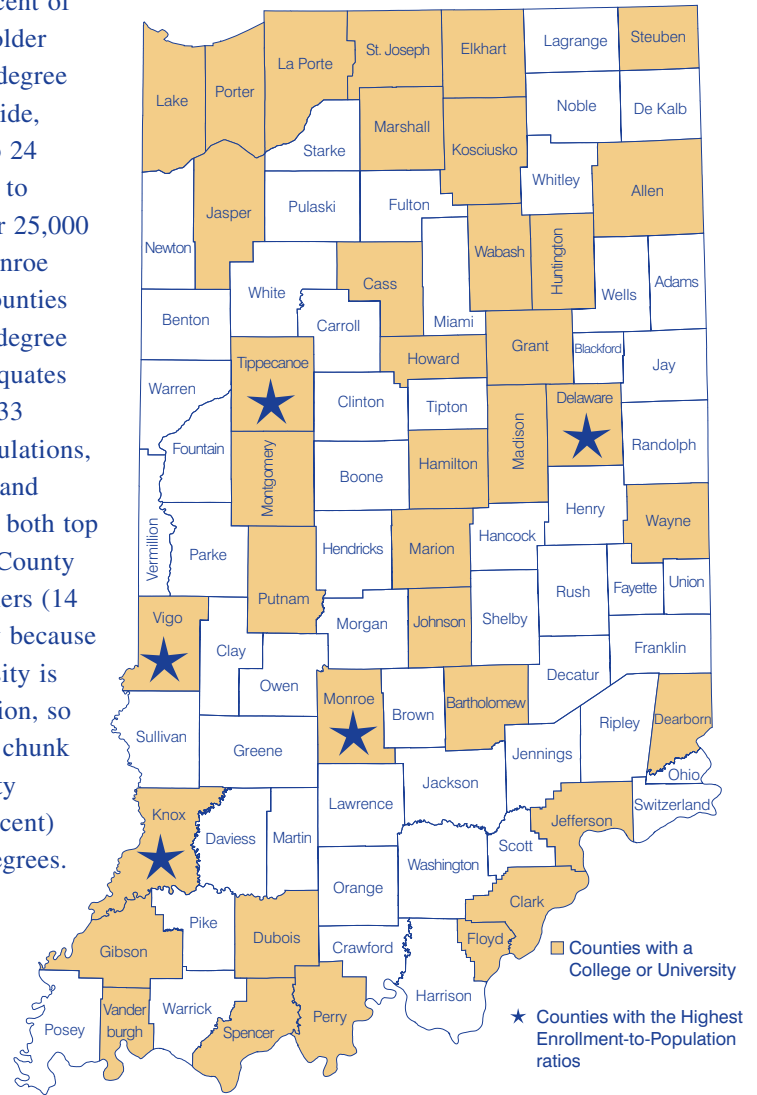 cent of
older
degree
ide,
24
to
r 25,000
nroe
ounties
degree
quates
33
ulations,
and
both top
County
ers (14
because
sity is
ion, so
chunk
ty
cent)
egrees.
Lake
Porter
La Porte
St. Joseph
Elkhart
Lagrange
Steuben
Noble
De Kalb
Marshall
Starke
Kosciusko
Whitley
Allen
Newton
Jasper
Pulaski
Fulton
Wabash
Huntington
Wells
Adams
White
Cass
Miami
Benton
Carroll
Howard
Grant
Blackford
Jay
Warren
Tippecanoe
Clinton
Tipton
Madison
Delaware
Randolph
Fountain
Montgomery
Boone
Hamilton
Henry
Wayne
Vermillion
Parke
Hendricks
Marion
Hancock
Putnam
Rush
Fayette
Union
Vigo
Clay
Morgan
Johnson
Shelby
Franklin
Owen
Decatur
Monroe
Brown
Bartholomew
Ripley
Dearborn
Sullivan
Greene
Jennings
Ohio
Jackson
Switzerland
Knox
Daviess
Martin
Lawrence
Jefferson
Scott
Washington
Orange
Clark
Pike
Dubois
Crawford
Floyd
Gibson
Harrison
Posey
Vander
burgh
Warrick
Spencer
Perry
Counties with a
College or University
Counties with the Highest
Enrollment-to-Population
ratios